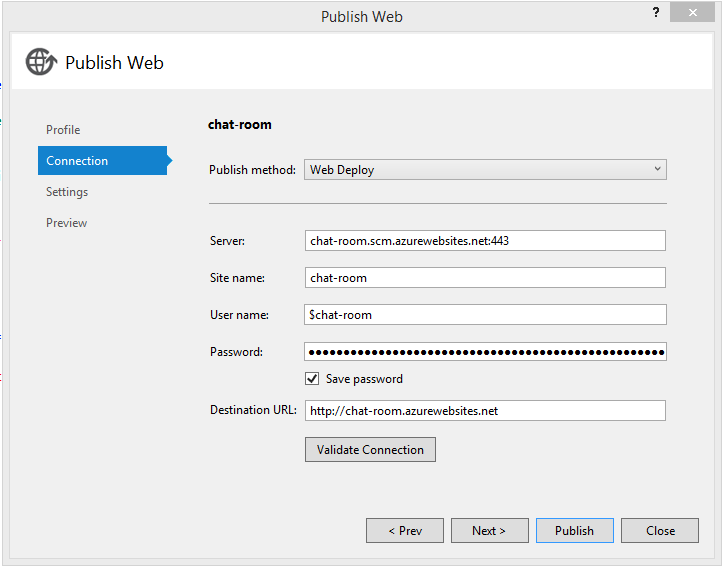 Publish Web
?
Publish Web
Profile
Connection
Settings
Preview
chat-room
Publish method: Web Deploy
Server: chat-room.scm.azurewebsites.net:443
Site name: chat-room
User name: $chat-room
Password: ●●●●●●●●●●●●●●●●●●●●●●●●●●●●●●●●●●●●●●●●●●●●●●●●●●●
Save password
Destination URL: http://chat-room.azurewebsites.net
Validate Connection
< Prev Next > Publish Close